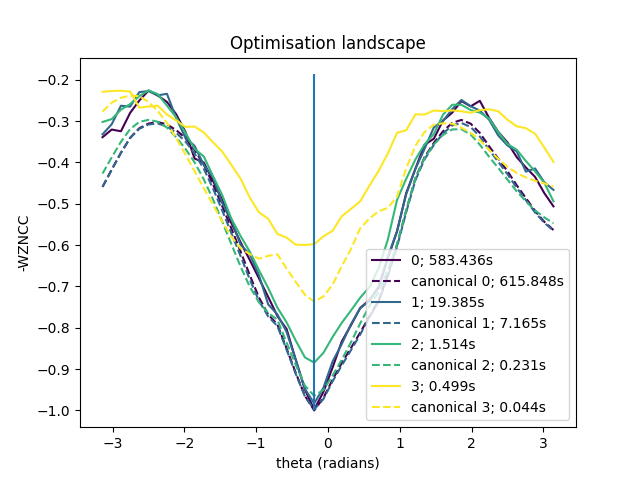 Optimisation landscape
−0.2
−0.3
−0.4
−0.5
−0.6
−0.7
−0.8
−0.9
−1.0
-WZNCC
0; 583.436s
canonical 0; 615.848s
1; 19.385s
canonical 1; 7.165s
2; 1.514s
canonical 2; 0.231s
3; 0.499s
canonical 3; 0.044s
−3 −2 −1 0 1 2 3
theta (radians)